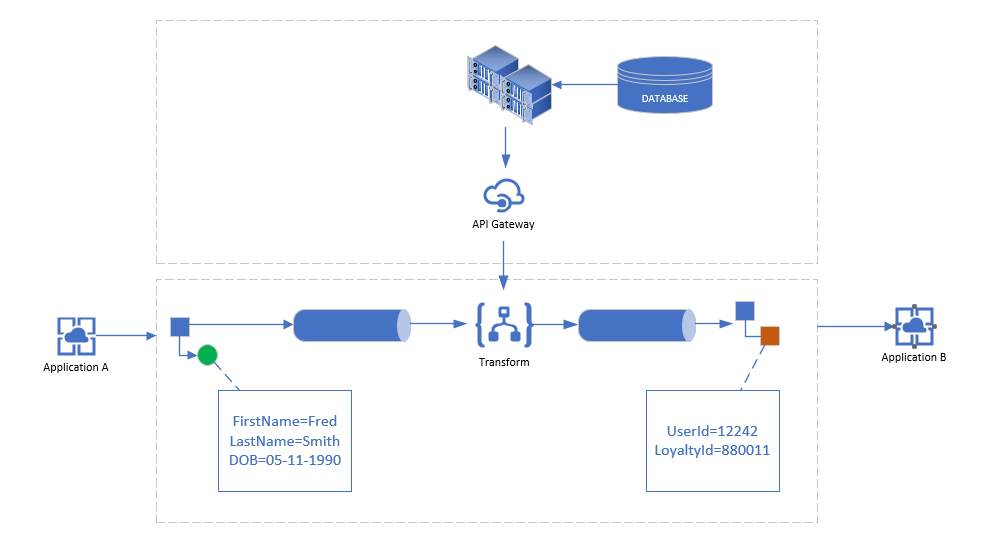 DATABASE
API Gateway
Application A
Transform
Application B
FirstName=Fred
LastName=Smith
DOB=05-11-1990
UserId=12242
LoyaltyId=880011